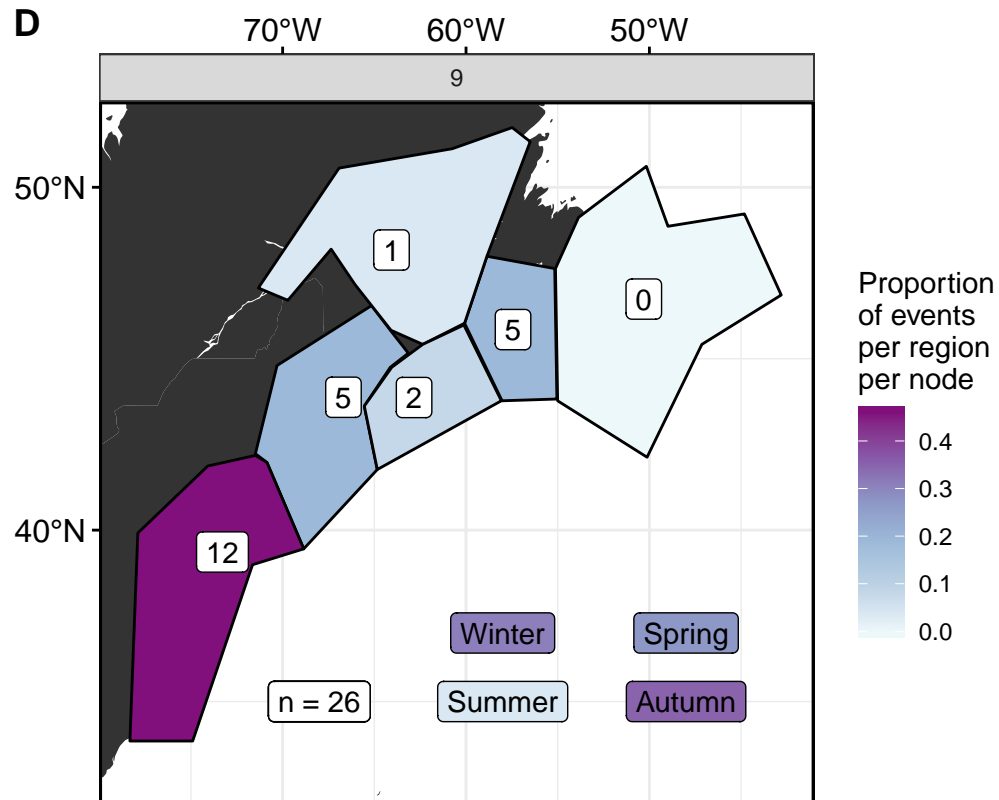 D
70°W 60°W 50°W
9
50°N
40°N
1
0
5
5
2
12
Winter Spring
n = 26 Summer Autumn
Proportion
of events
per region
per node
0.4
0.3
0.2
0.1
0.0